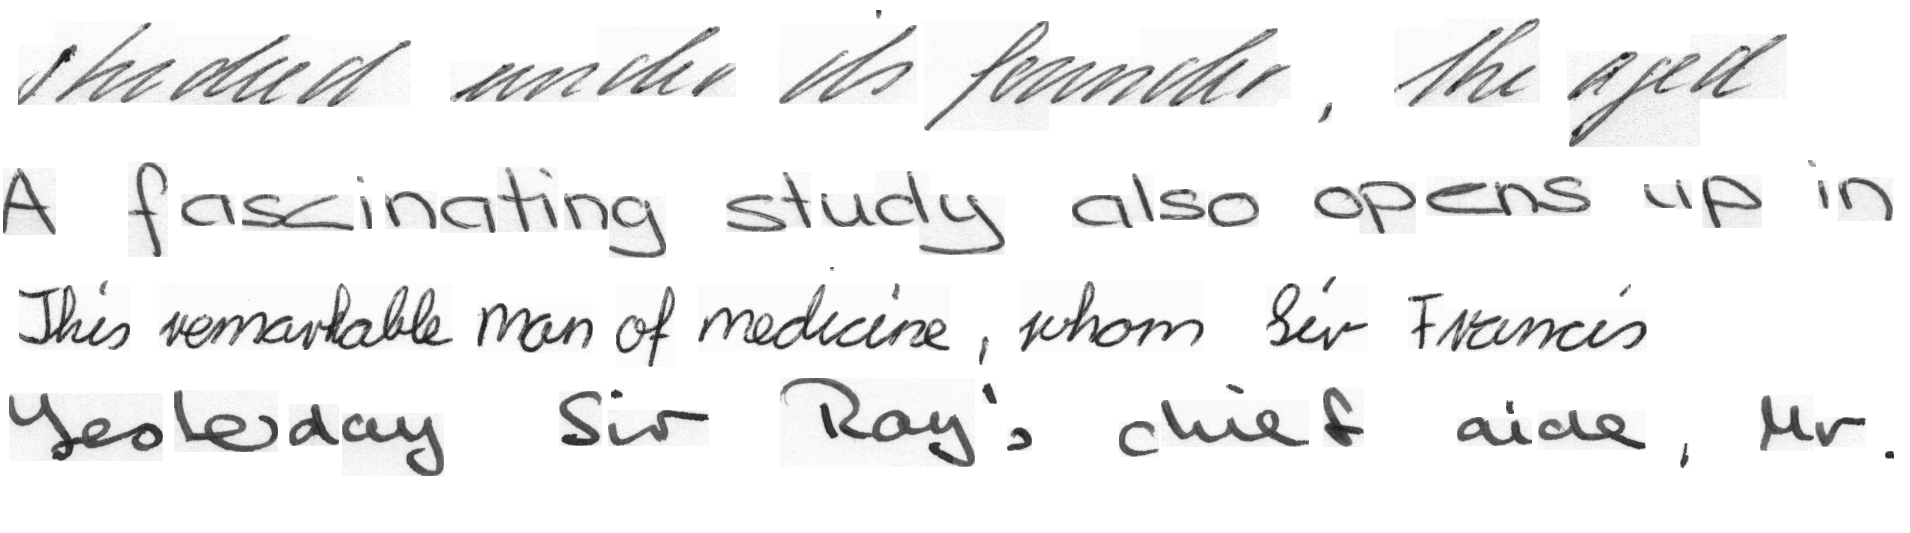 studied under its founder, the aged
A fascinating study also opens up in
This remarkable man of medicine, whom Sir Francis
Yesterday Sir Ray's chief aide, Mr.